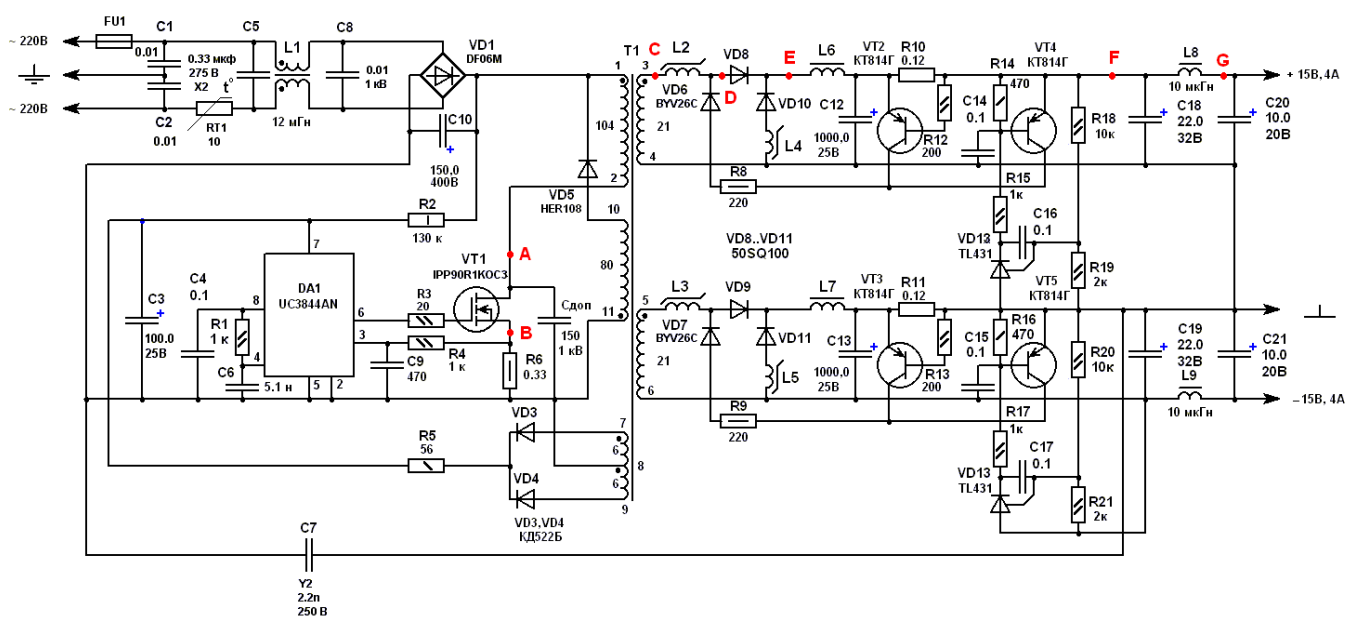 FU1
~ 220В
0.01
C1
0.33 мкф
275 В
X2
C5
L1
12 мГн
C8
0.01
1 кВ
VD1
DF06M
~ 220В
C2
0.01
t°
RT1
10
C10
+
150,0
400В
R2
130 к
T1
1
104
2
VD5
HER108
10
80
11
A
VT1
IPP90R1KOC3
B
Cдоп
150
1 кВ
R6
0.33
C3
+
100.0
25В
C4
0.1
R1
1 к
C6
5.1 н
DA1
UC3844AN
7
8
4
5
2
6
3
R3
20
R4
1 к
C9
470
R5
56
VD3
VD4
VD3,VD4
КД522Б
7
6
8
6
9
C7
Y2
2.2п
250 В
3
C
21
4
L2
VD6
BYV26C
D
VD8
E
VD10
L4
L6
C12
+
1000,0
25В
VT2
КТ814Г
R10
0.12
R12
200
R8
220
R14
470
C14
0.1
VT4
КТ814Г
R15
1к
C16
0.1
VD13
TL431
R18
10к
R19
2к
F
L8
10 мкГн
G
C18
22.0
32В
+
C20
10.0
20В
+
+ 15В, 4А
VD8..VD11
50SQ100
5
21
6
L3
VD7
BYV26C
VD9
VD11
L5
L7
C13
+
1000,0
25В
VT3
КТ814Г
R11
0.12
R13
200
R9
220
R16
470
C15
0.1
VT5
КТ814Г
R17
1к
C17
0.1
VD13
TL431
R20
10к
R21
2к
C19
22.0
32В
+
L9
10 мкГн
C21
10.0
20В
+
– 15В, 4А